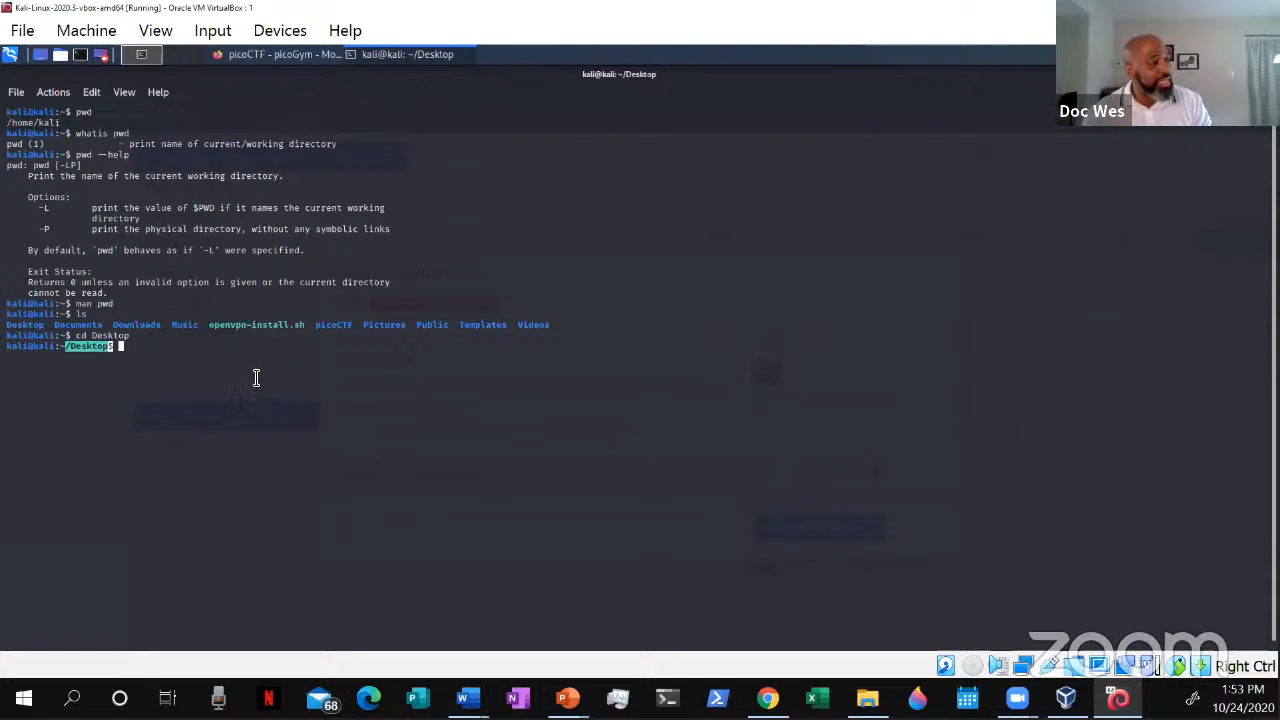 Kali-Linux-2020.3-vbox-amd64 [Running] - Oracle VM VirtualBox : 1
File Machine View Input Devices Help
picoCTF - picoGym - Mo... kali@kali: ~/Desktop
kali@kali: ~/Desktop
File Actions Edit View Help
Doc Wes
kali@kali:~$ pwd
/home/kali
kali@kali:~$ whatis pwd
pwd (1) - print name of current/working directory
kali@kali:~$ pwd --help
pwd: pwd [-LP]
Print the name of the current working directory.
Options:
-L print the value of $PWD if it names the current working
directory
-P print the physical directory, without any symbolic links
By default, `pwd' behaves as if `-L' were specified.
Exit Status:
Returns 0 unless an invalid option is given or the current directory
cannot be read.
kali@kali:~$ man pwd
kali@kali:~$ ls
Desktop Documents Downloads Music openvpn-install.sh picoCTF Pictures Public Templates Videos
kali@kali:~$ cd Desktop
kali@kali:~/Desktop$
zoom
Right Ctrl
68
1:53 PM
10/24/2020